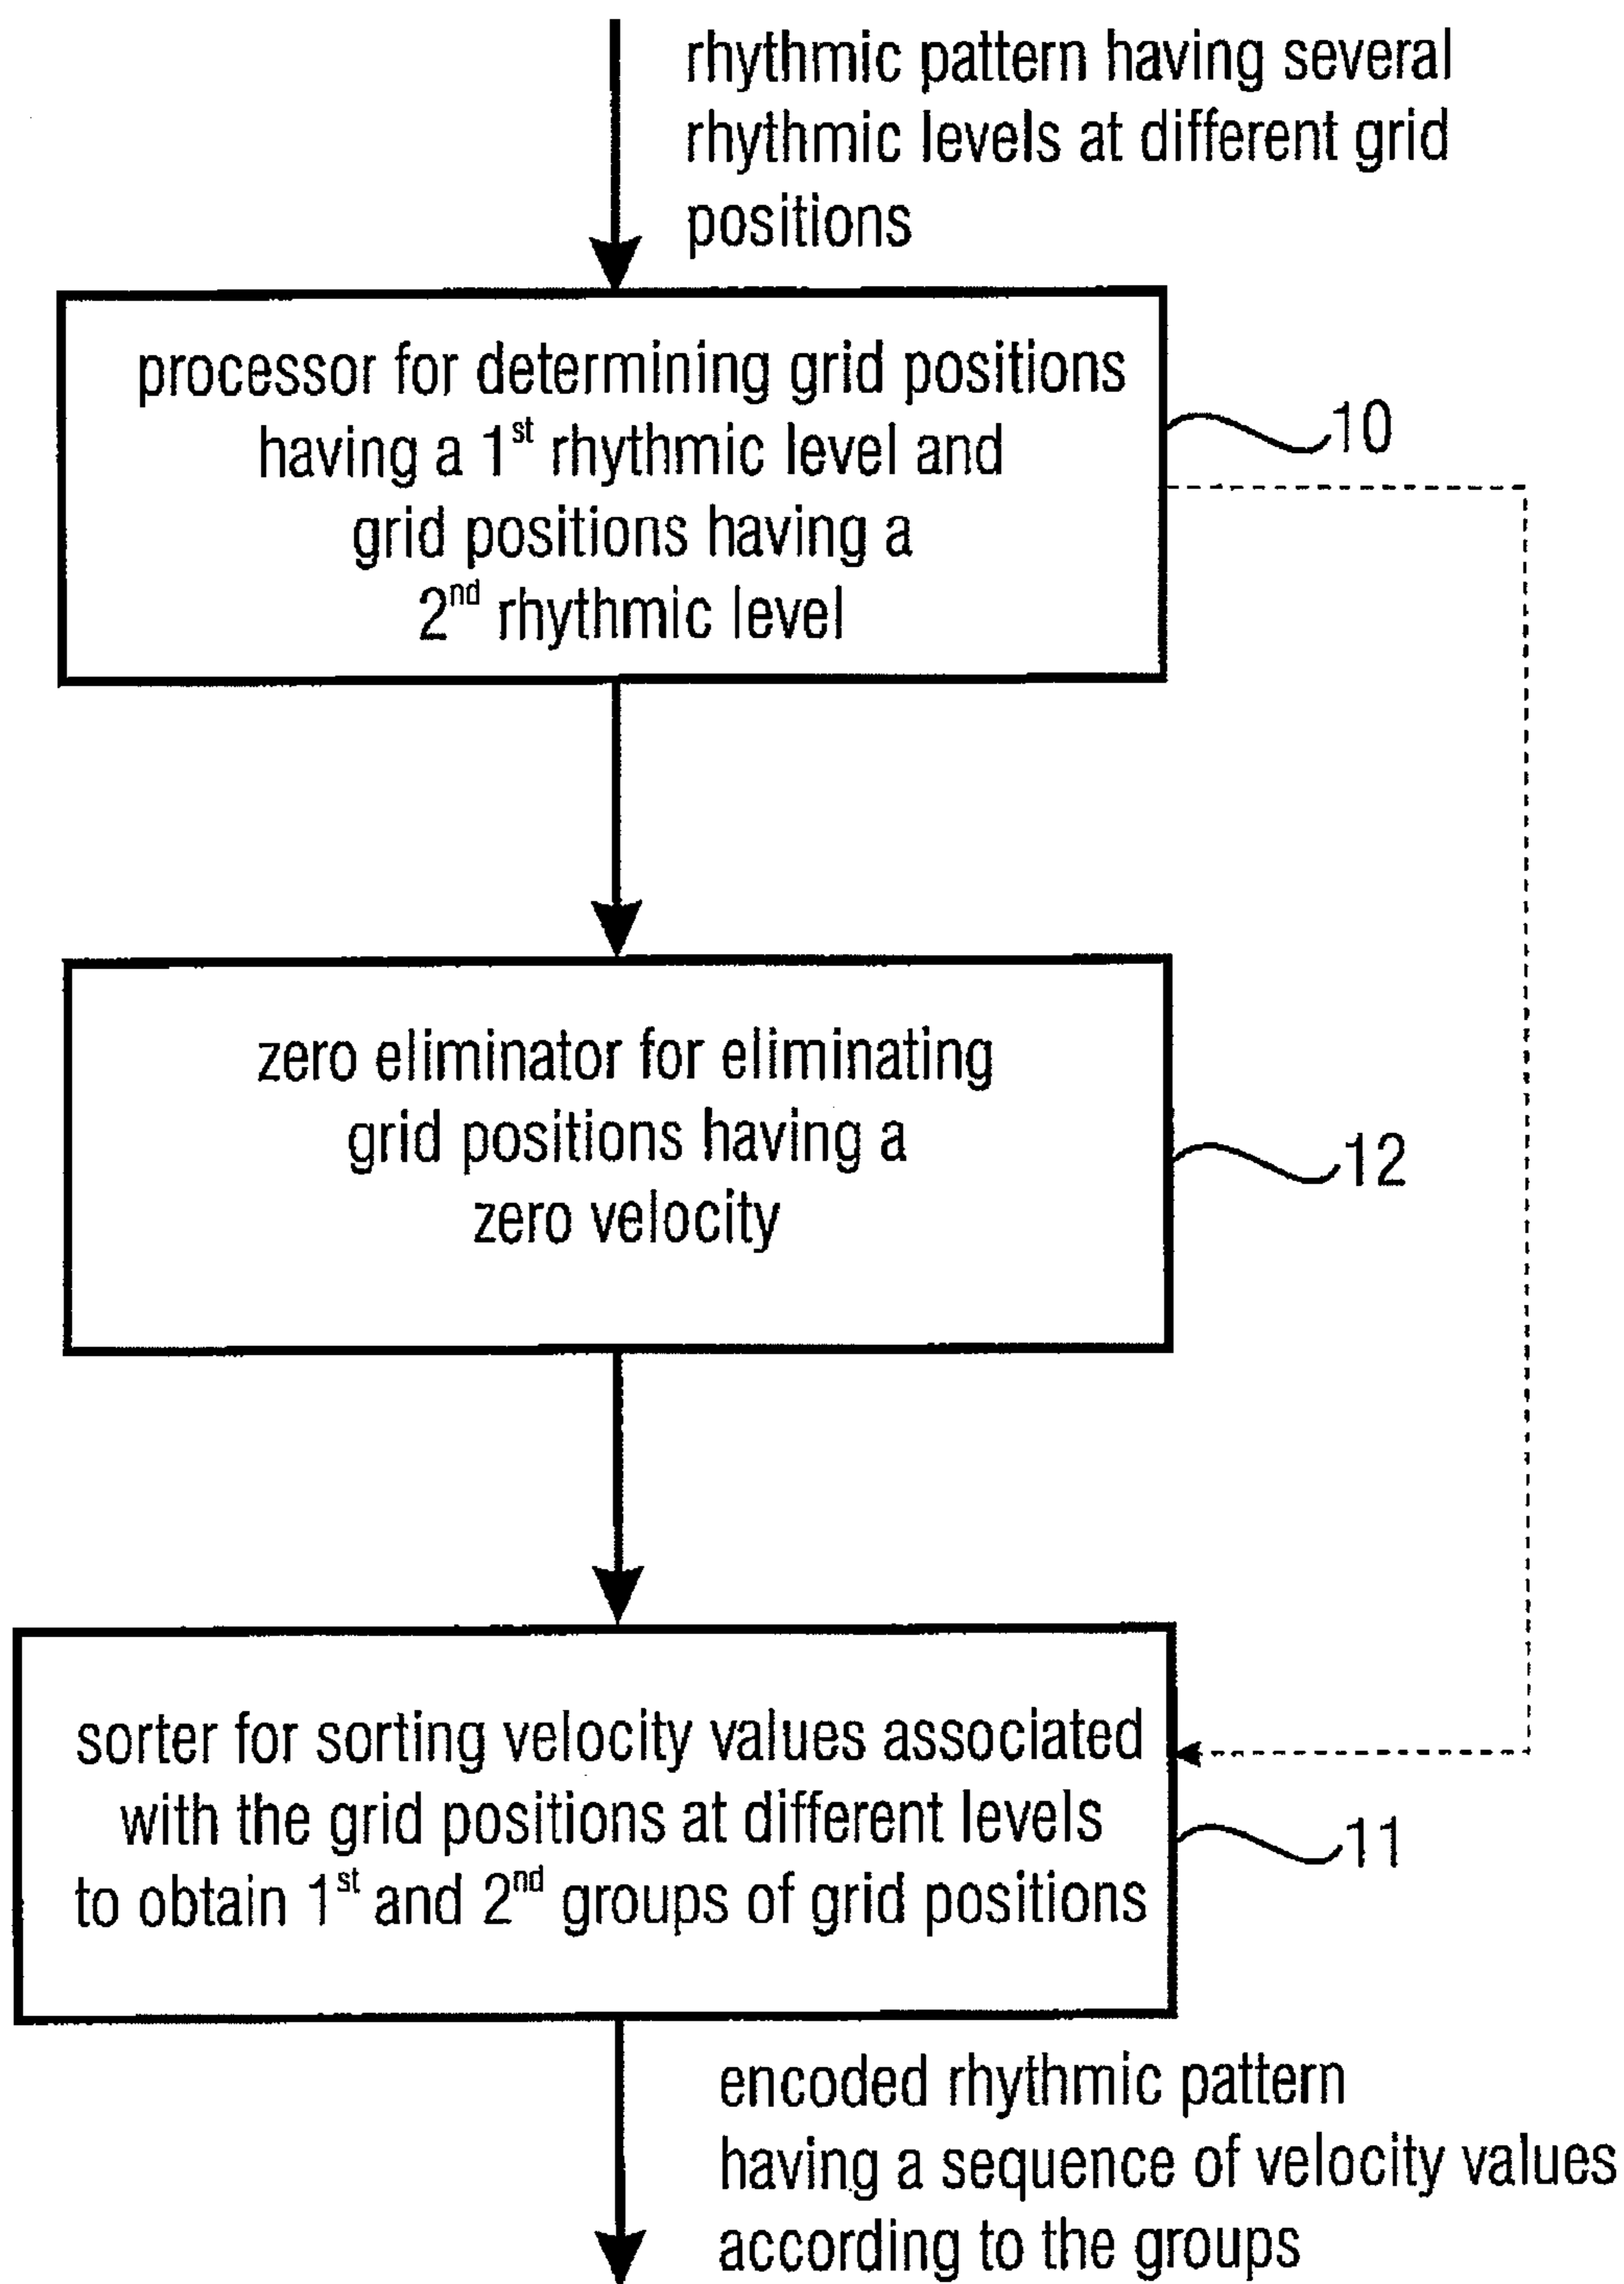 rhythmic pattern having several
rhythmic levels at different grid
positions
processor for determining grid positions
having a 1st rhythmic level and
grid positions having a
2nd rhythmic level
10
zero eliminator for eliminating
grid positions having a
zero velocity
12
sorter for sorting velocity values associated
with the grid positions at different levels
to obtain 1st and 2nd groups of grid positions
11
encoded rhythmic pattern
having a sequence of velocity values
according to the groups